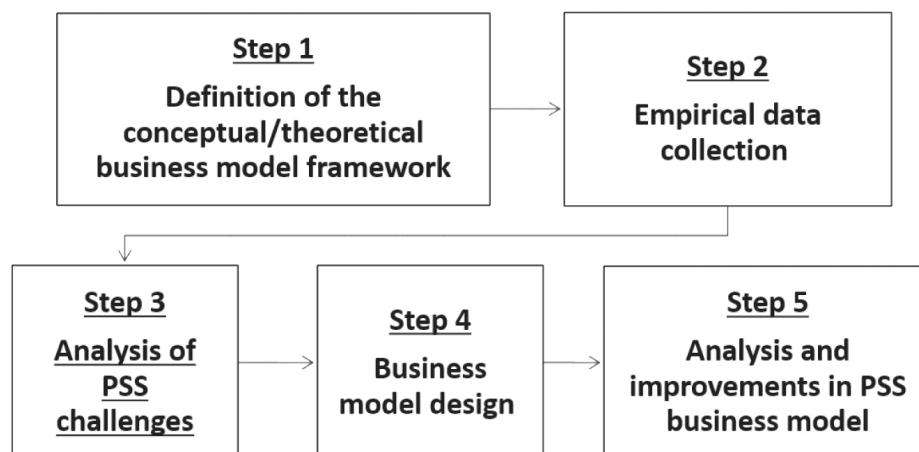 Step 1
Definition of the
conceptual/theoretical
business model framework
Step 2
Empirical data
collection
Step 3
Analysis of
PSS
challenges
Step 4
Business
model design
Step 5
Analysis and
improvements in PSS
business model